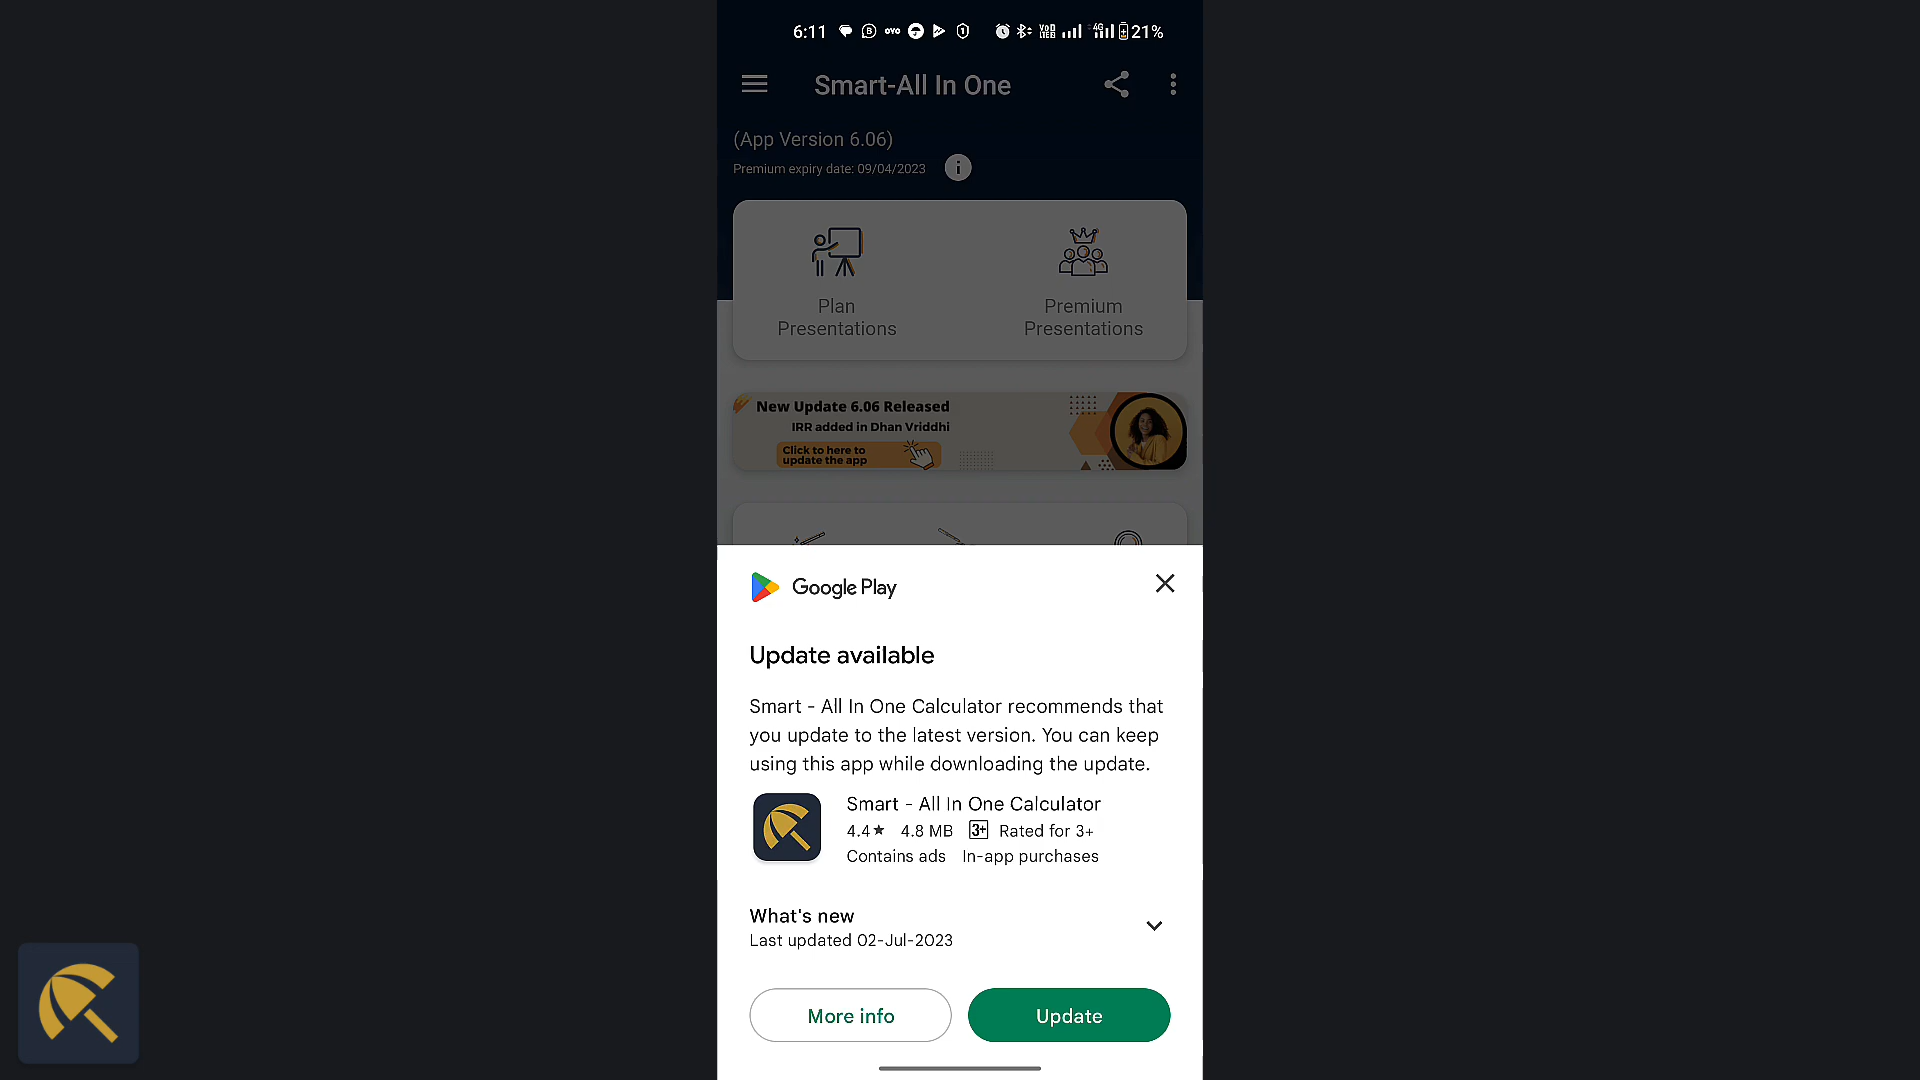 6:11
21%
Smart-All In One
(App Version 6.06)
Premium expiry date: 09/04/2023
Plan
Presentations
Premium
Presentations
New Update 6.06 Released
IRR added in Dhan Vriddhi
Click to here to
update the app
Google Play
Update available
Smart - All In One Calculator recommends that
you update to the latest version. You can keep
using this app while downloading the update.
Smart - All In One Calculator
4.4★ 4.8 MB 3+ Rated for 3+
Contains ads In-app purchases
What's new
Last updated 02-Jul-2023
More info
Update